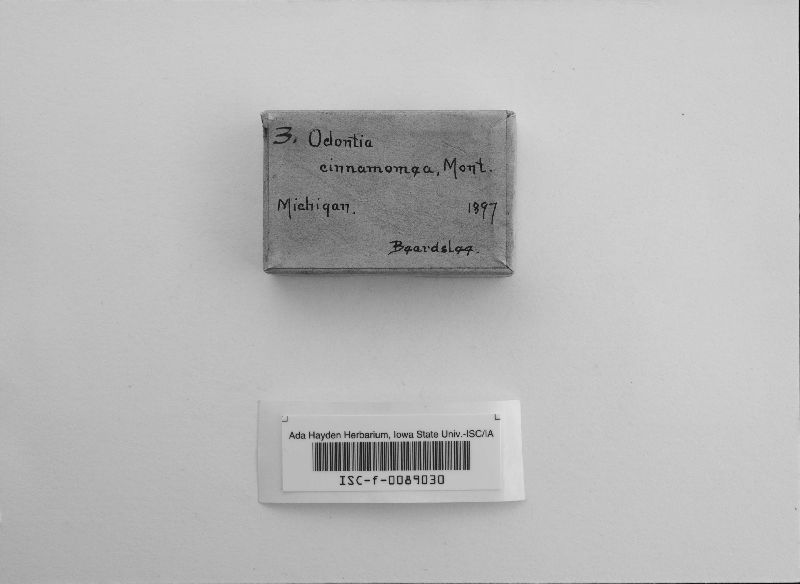 3. Odontia
cinnamomea, Mont.
Michigan. 1897
Beardslee.
Ada Hayden Herbarium, Iowa State Univ.-ISC/IA
ISC-f-0089030